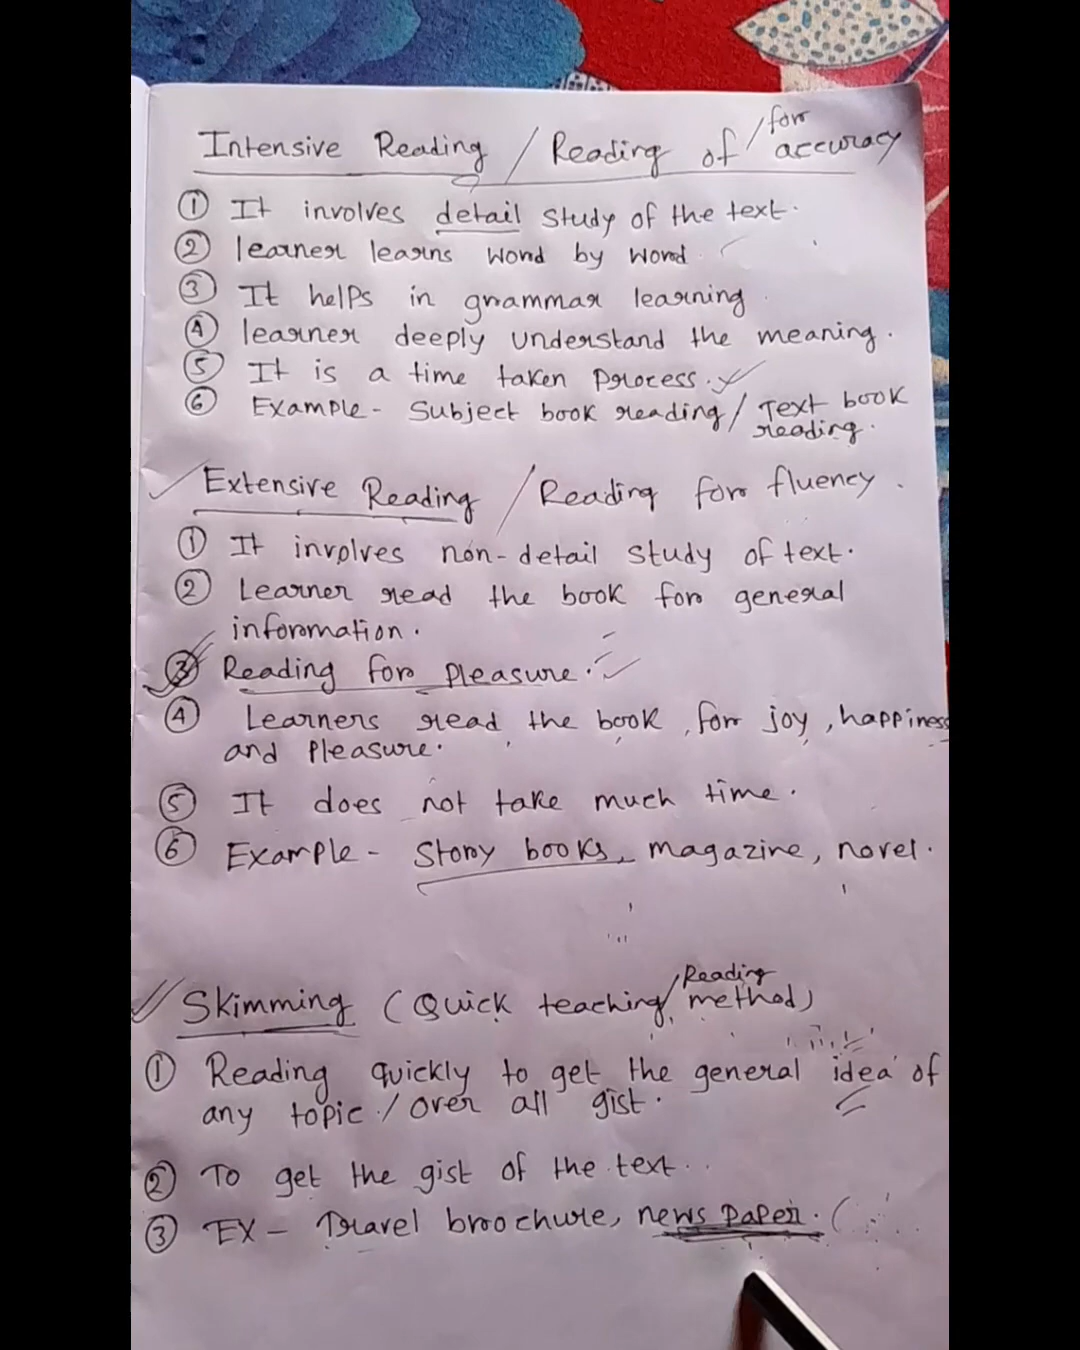 Intensive Reading / Reading of / for accuracy
① It involves detail study of the text.
② learner learns word by word.
③ It helps in grammar learning
④ learner deeply understand the meaning.
⑤ It is a time taken process.
⑥ Example - Subject book reading / Text book
reading.
Extensive Reading / Reading for fluency.
① It involves non-detail study of text.
② Learner read the book for general
information.
③ Reading for pleasure.
④ Learners read the book, for joy, happiness
and pleasure.
⑤ It does not take much time.
⑥ Example - Story books, magazine, novel.
Skimming (Quick teaching / Reading method)
① Reading quickly to get the general idea of
any topic / over all gist.
② To get the gist of the text.
③ EX - Travel brochure, news paper.